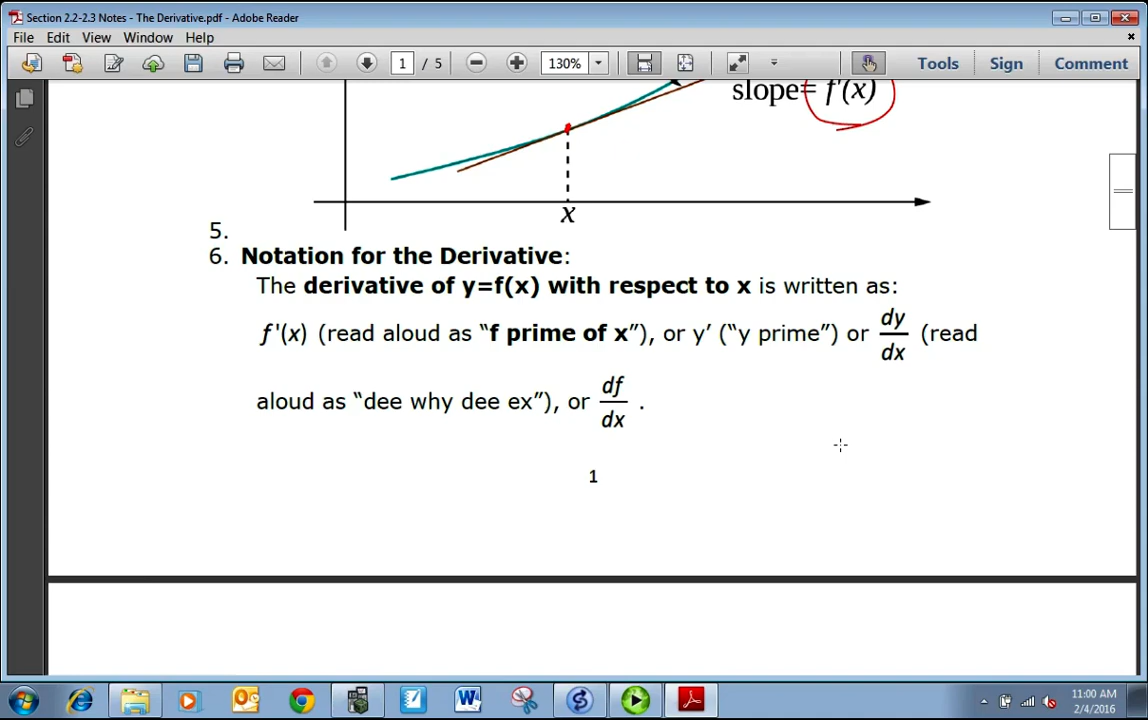 Section 2.2-2.3 Notes - The Derivative.pdf - Adobe Reader
File Edit View Window Help
1 / 5 130% Tools Sign Comment
slope= f'(x)
x
5.
6. Notation for the Derivative:
The derivative of y=f(x) with respect to x is written as:
f '(x) (read aloud as “f prime of x”), or y’ (“y prime”) or dy/dx (read
aloud as “dee why dee ex”), or df/dx .
1
11:00 AM
2/4/2016